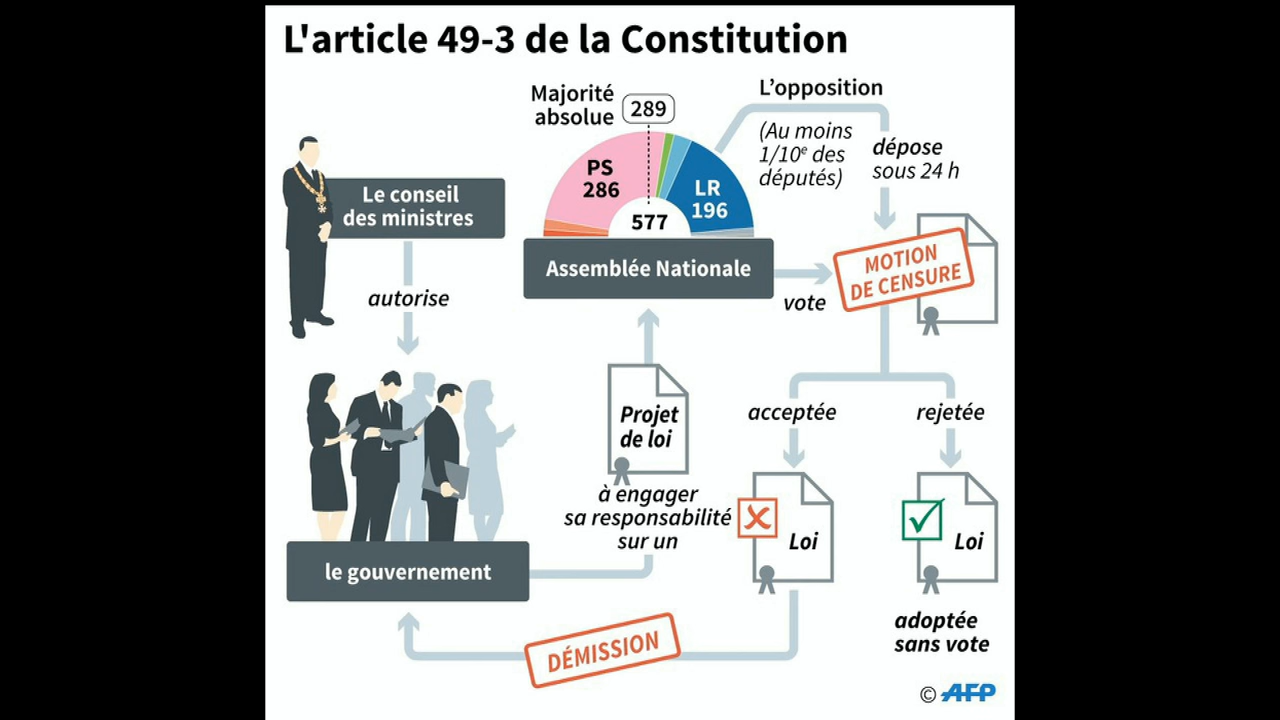 L'article 49-3 de la Constitution
Majorité
absolue
289
L’opposition
(Au moins
1/10e des
députés)
dépose
sous 24 h
PS
286
LR
196
577
Le conseil
des ministres
Assemblée Nationale
MOTION
DE CENSURE
autorise
vote
Projet
de loi
acceptée
rejetée
à engager
sa responsabilité
sur un
Loi
Loi
le gouvernement
DÉMISSION
adoptée
sans vote
© AFP